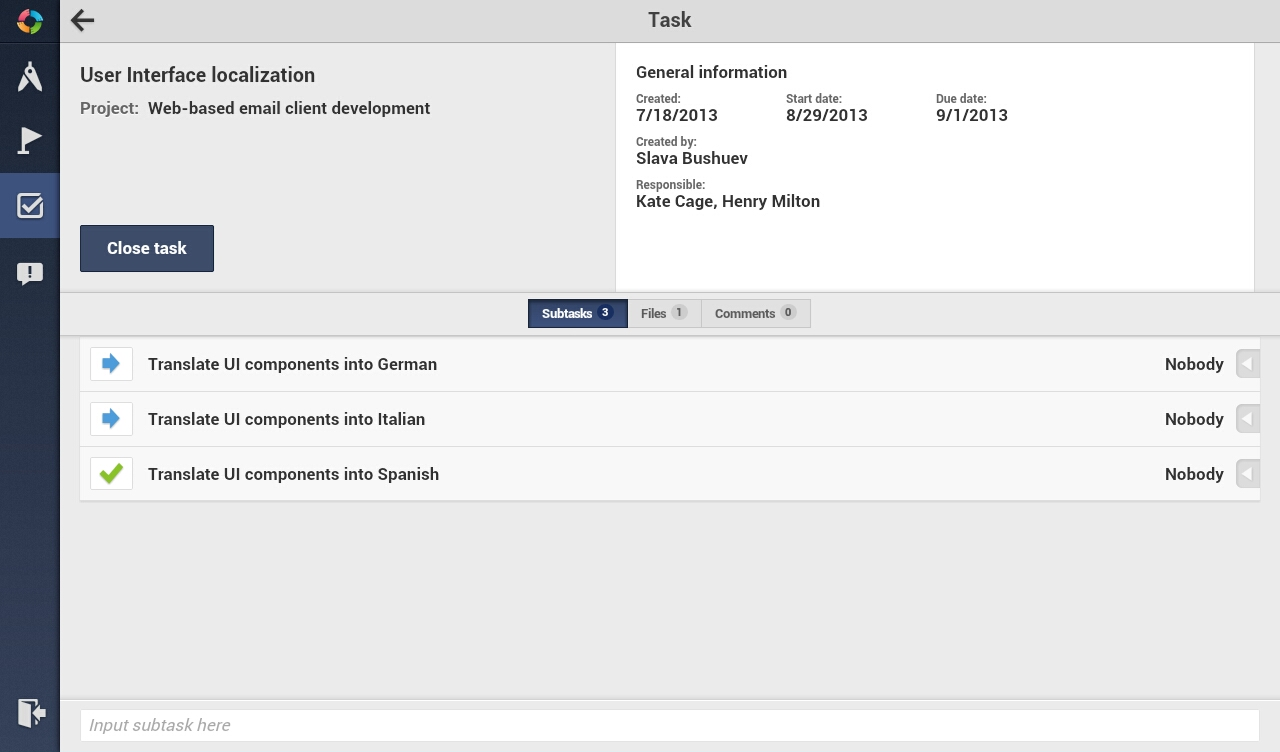 Task
User Interface localization
Project: Web-based email client development
Close task
General information
Created: Start date: Due date:
7/18/2013 8/29/2013 9/1/2013
Created by:
Slava Bushuev
Responsible:
Kate Cage, Henry Milton
Subtasks 3 Files 1 Comments 0
Translate UI components into German Nobody
Translate UI components into Italian Nobody
Translate UI components into Spanish Nobody
Input subtask here